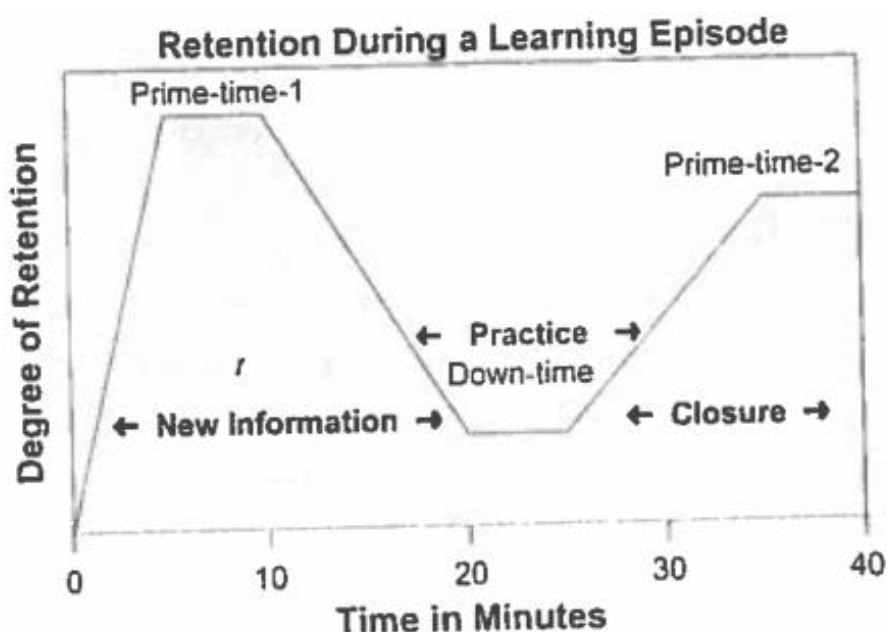 Retention During a Learning Episode
Prime-time-1
Prime-time-2
Degree of Retention
← Practice →
Down-time
r
← New Information →
← Closure →
0 10 20 30 40
Time in Minutes